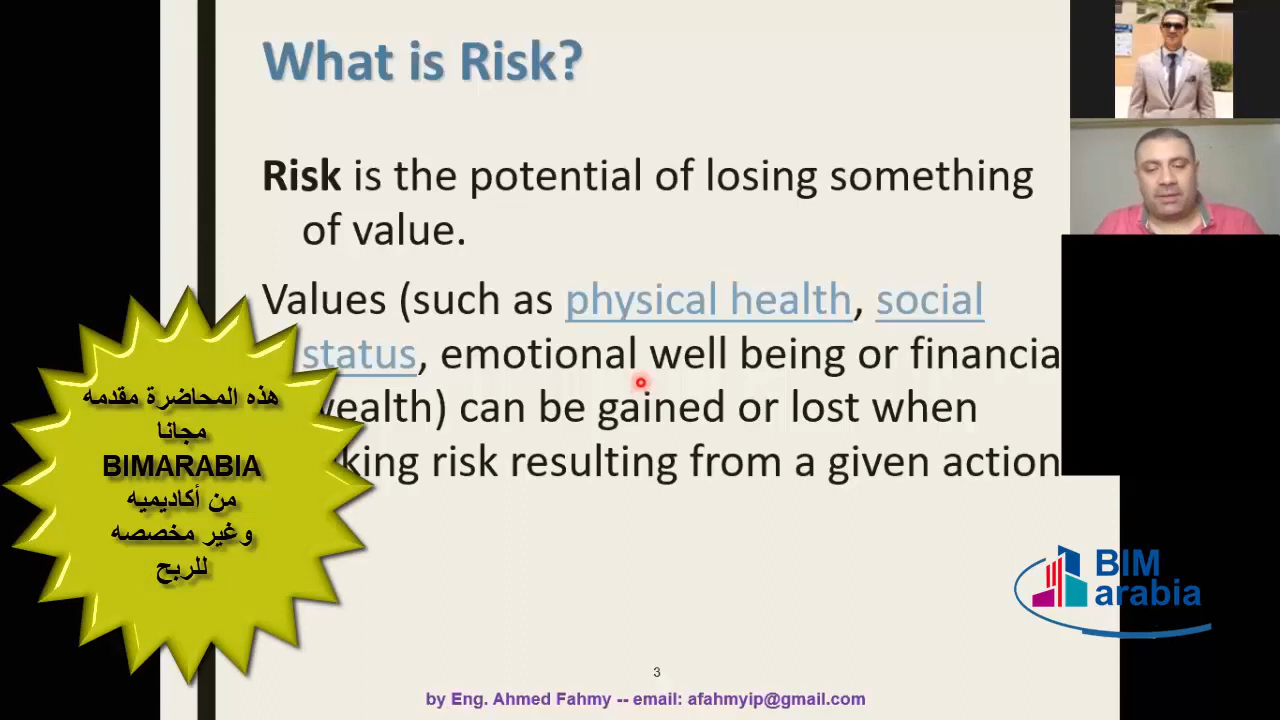 What is Risk?
Risk is the potential of losing something
of value.
Values (such as physical health, social
status, emotional well being or financia
ealth) can be gained or lost when
king risk resulting from a given action
هذه المحاضرة مقدمه
مجانا
BIMARABIA
من أكاديميه
وغير مخصصه
للربح
BIM
arabia
3
by Eng. Ahmed Fahmy -- email: afahmyip@gmail.com